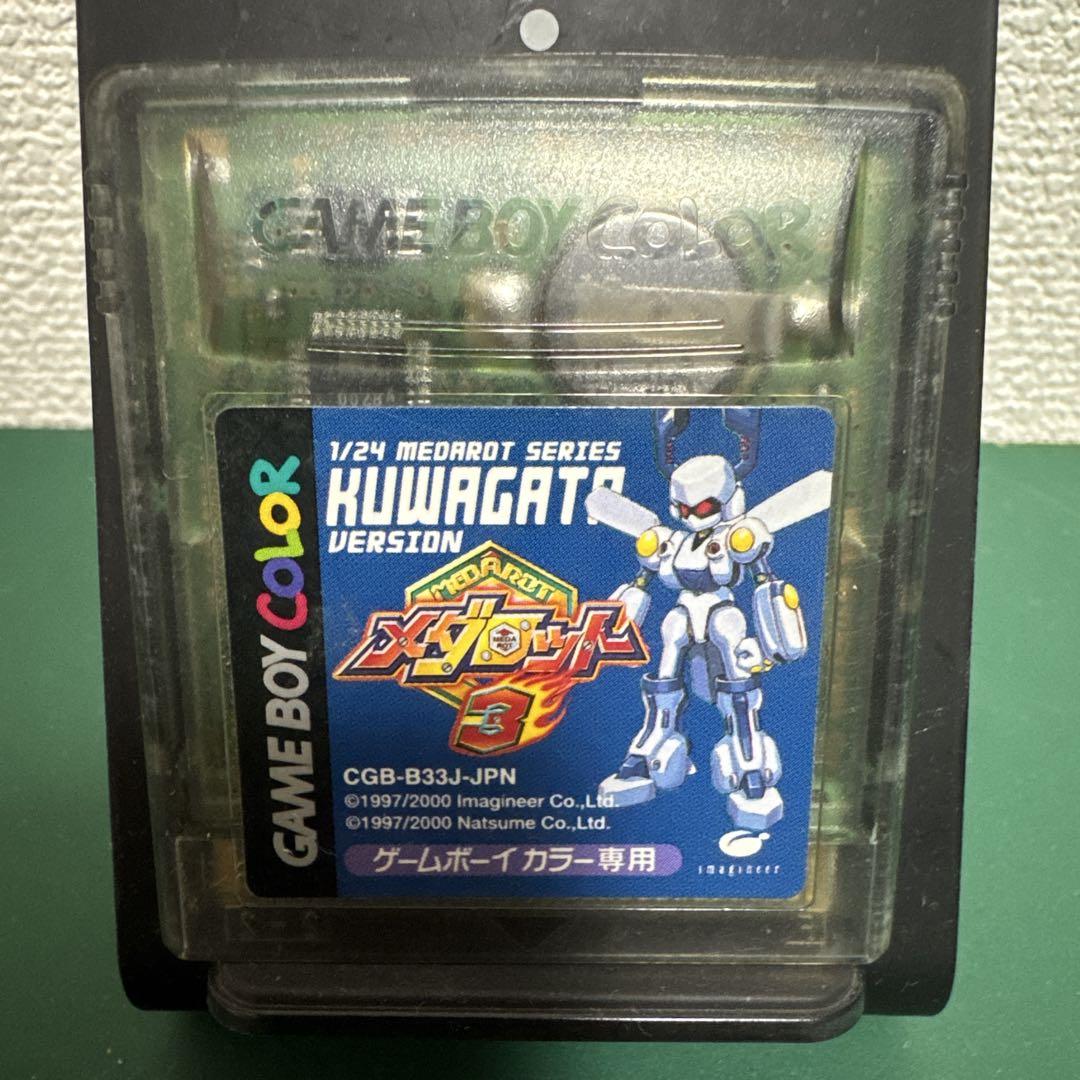 GAME BOY COLOR
GAME BOY COLOR
1/24 MEDAROT SERIES
KUWAGATA
VERSION
MEDAROT
メダロット
MEDA
ROT
3
CGB-B33J-JPN
©1997/2000 Imagineer Co.,Ltd.
©1997/2000 Natsume Co.,Ltd.
ゲームボーイ カラー専用
imagineer